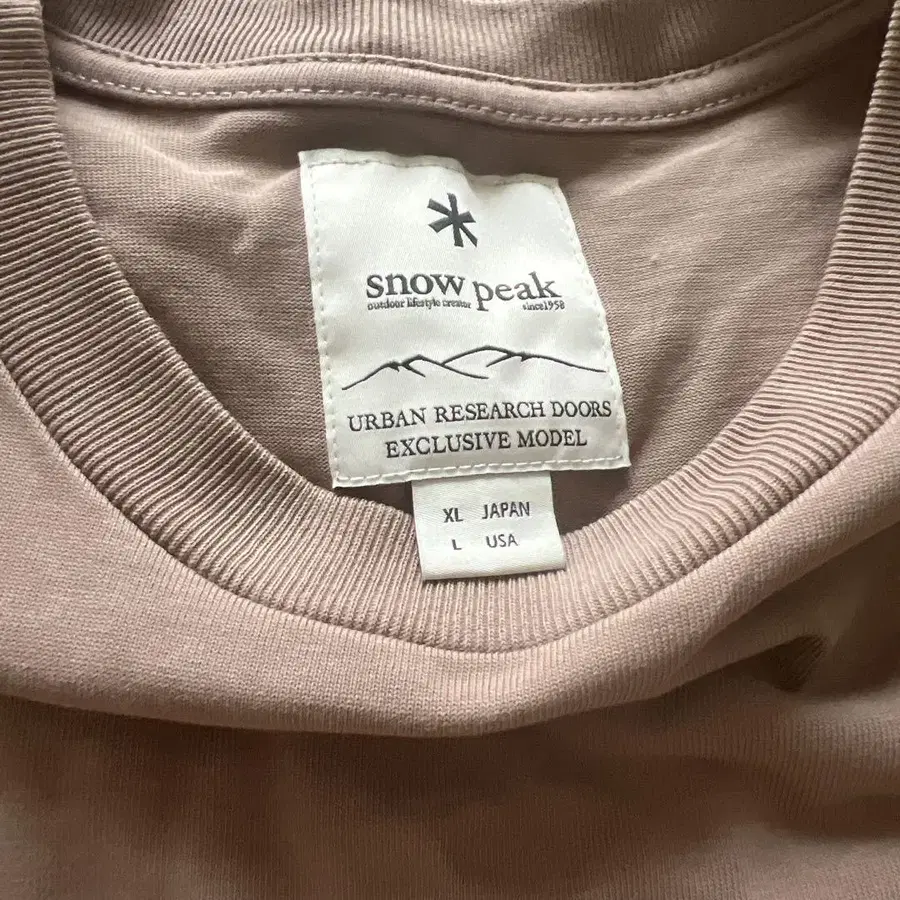 snow peak
outdoor lifestyle creator since1958
URBAN RESEARCH DOORS
EXCLUSIVE MODEL
XL JAPAN
L USA